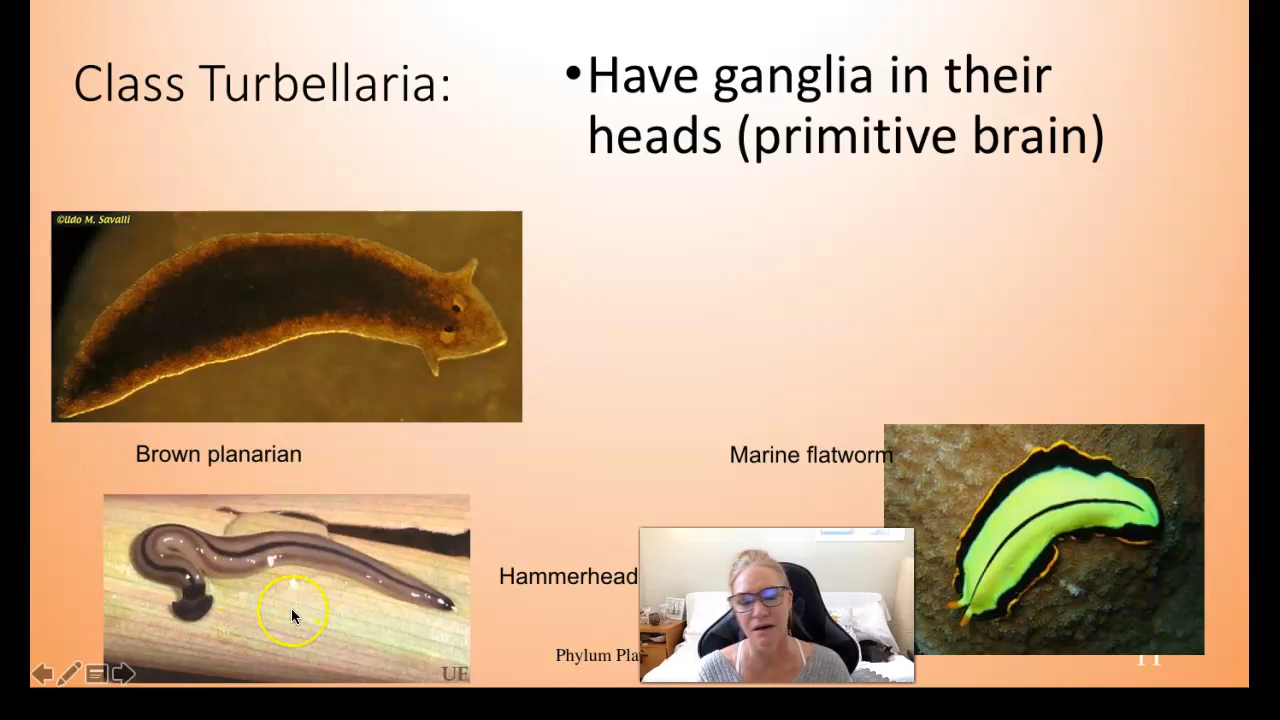 Class Turbellaria:
•Have ganglia in their
heads (primitive brain)
©Udo M. Savalli
Brown planarian
Marine flatworm
Hammerhead
Phylum Pla
11
UF